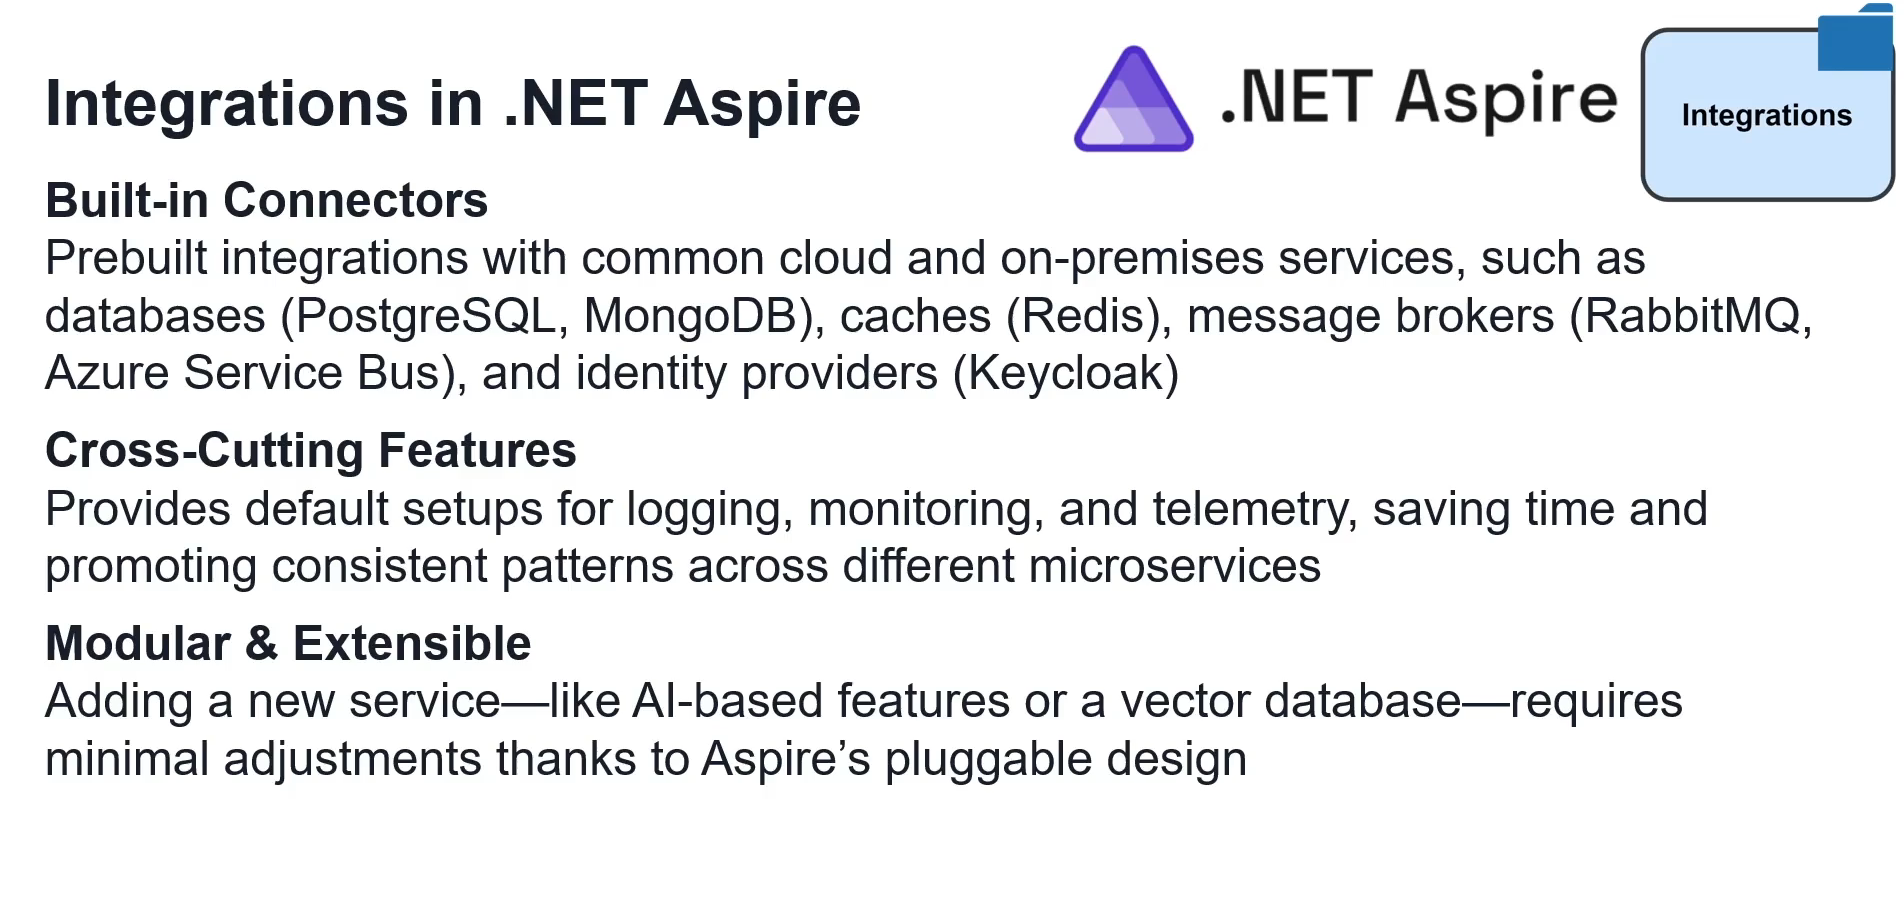 Integrations in .NET Aspire
.NET Aspire
Integrations
Built-in Connectors
Prebuilt integrations with common cloud and on-premises services, such as
databases (PostgreSQL, MongoDB), caches (Redis), message brokers (RabbitMQ,
Azure Service Bus), and identity providers (Keycloak)
Cross-Cutting Features
Provides default setups for logging, monitoring, and telemetry, saving time and
promoting consistent patterns across different microservices
Modular & Extensible
Adding a new service—like AI-based features or a vector database—requires
minimal adjustments thanks to Aspire’s pluggable design